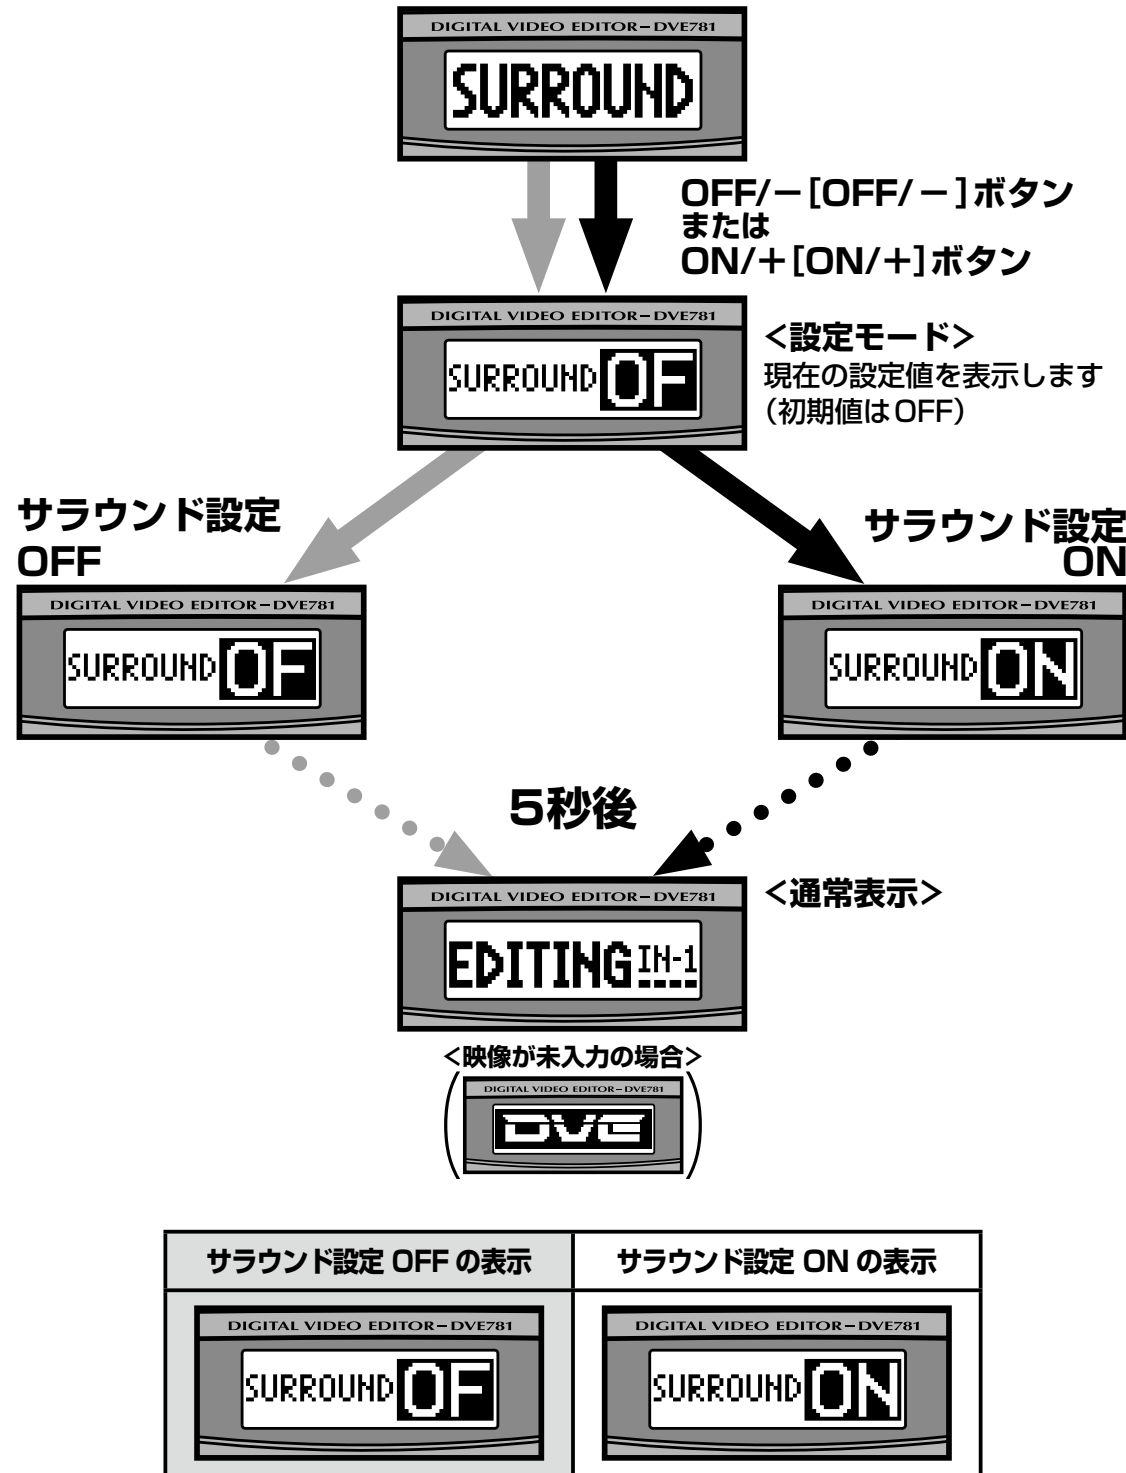 DIGITAL VIDEO EDITOR－DVE781
SURROUND
OFF/－[OFF/－]ボタン
または
ON/＋[ON/＋]ボタン
DIGITAL VIDEO EDITOR－DVE781
SURROUND OF
＜設定モード＞
現在の設定値を表示します
（初期値はOFF）
サラウンド設定
OFF
サラウンド設定
ON
DIGITAL VIDEO EDITOR－DVE781
SURROUND OF
DIGITAL VIDEO EDITOR－DVE781
SURROUND ON
5秒後
DIGITAL VIDEO EDITOR－DVE781
EDITING IN-1
＜通常表示＞
＜映像が未入力の場合＞
DIGITAL VIDEO EDITOR－DVE781
DVE
サラウンド設定 OFF の表示
サラウンド設定 ON の表示
DIGITAL VIDEO EDITOR－DVE781
SURROUND OF
DIGITAL VIDEO EDITOR－DVE781
SURROUND ON